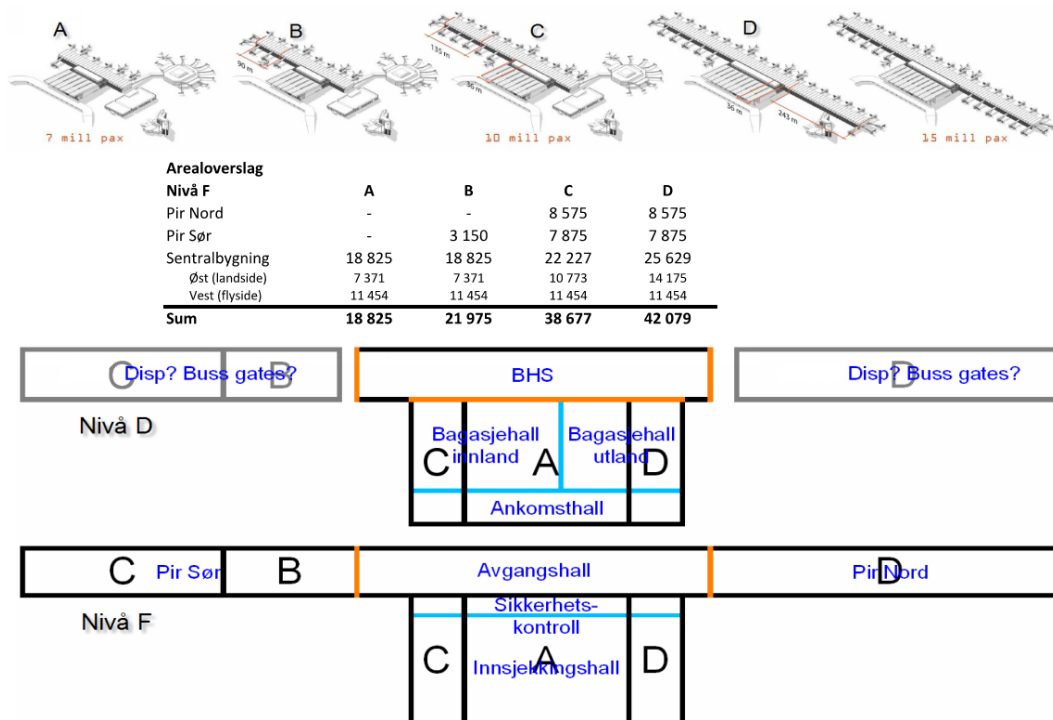 A
B
C
D
90 m
135 m
36 m
36 m
243 m
7 mill pax
10 mill pax
15 mill pax
Arealoverslag
Nivå F A B C D
Pir Nord - - 8 575 8 575
Pir Sør - 3 150 7 875 7 875
Sentralbygning 18 825 18 825 22 227 25 629
Øst (landside) 7 371 7 371 10 773 14 175
Vest (flyside) 11 454 11 454 11 454 11 454
Sum 18 825 21 975 38 677 42 079
C Disp? Buss gates? B
BHS
D Disp? Buss gates?
Nivå D
Bagasjehall
innland
Bagasjehall
utland
C A D
Ankomsthall
C Pir Sør B
Avgangshall
Pir Nord D
Nivå F
Sikkerhets-
kontroll
C A D
Innsjekkingshall